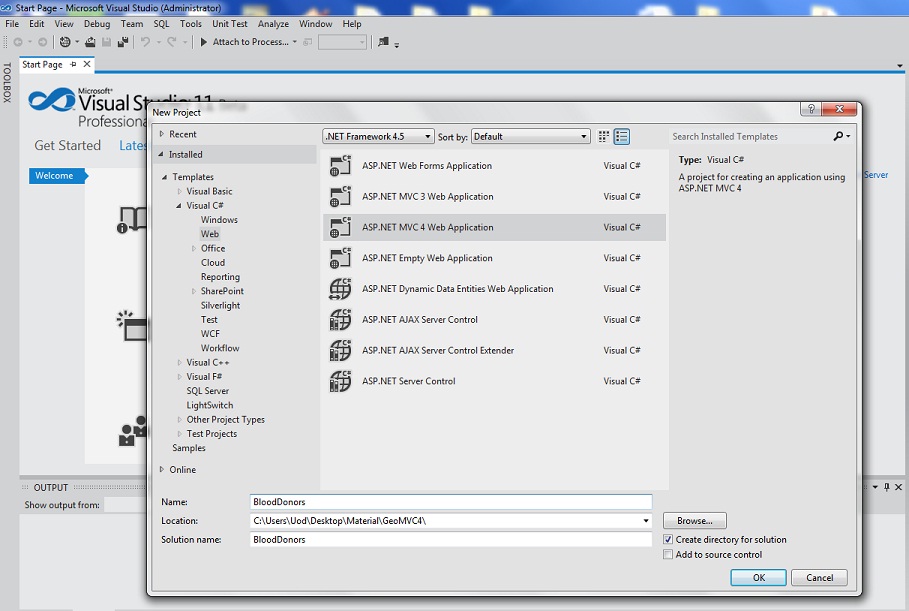 Start Page - Microsoft Visual Studio (Administrator)
File Edit View Debug Team SQL Tools Unit Test Analyze Window Help
Attach to Process...
TOOLBOX
Start Page
Microsoft®
Visual Studio 11 Beta
Professiona
Get Started Lates
Welcome
Server
New Project
Recent
Installed
Templates
Visual Basic
Visual C#
Windows
Web
Office
Cloud
Reporting
SharePoint
Silverlight
Test
WCF
Workflow
Visual C++
Visual F#
SQL Server
LightSwitch
Other Project Types
Test Projects
Samples
Online
.NET Framework 4.5 Sort by: Default
ASP.NET Web Forms Application Visual C#
ASP.NET MVC 3 Web Application Visual C#
ASP.NET MVC 4 Web Application Visual C#
ASP.NET Empty Web Application Visual C#
ASP.NET Dynamic Data Entities Web Application Visual C#
ASP.NET AJAX Server Control Visual C#
ASP.NET AJAX Server Control Extender Visual C#
ASP.NET Server Control Visual C#
Search Installed Templates
Type: Visual C#
A project for creating an application using
ASP.NET MVC 4
OUTPUT
Show output from:
Name: BloodDonors
Location: C:\Users\Uod\Desktop\Material\GeoMVC4\ Browse...
Solution name: BloodDonors
Create directory for solution
Add to source control
OK Cancel